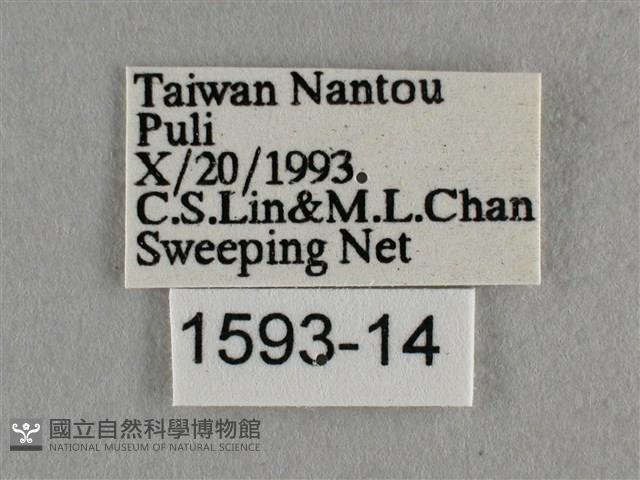 Taiwan Nantou
Puli
X/20/1993.
C.S.Lin&M.L.Chan
Sweeping Net
1593-14
國立自然科學博物館
NATIONAL MUSEUM OF NATURAL SCIENCE